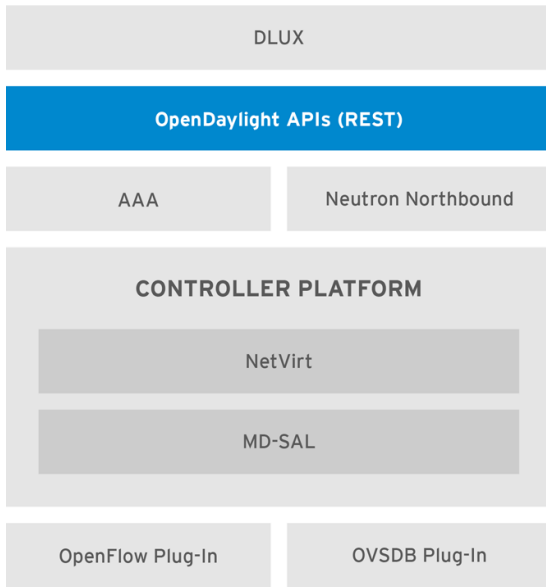 DLUX
OpenDaylight APIs (REST)
AAA
Neutron Northbound
CONTROLLER PLATFORM
NetVirt
MD-SAL
OpenFlow Plug-In
OVSDB Plug-In